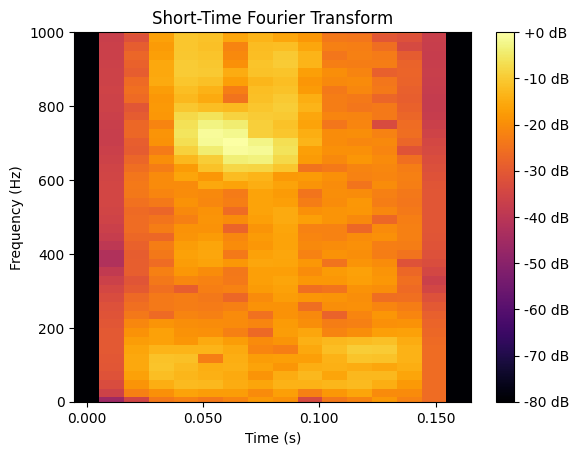 Short-Time Fourier Transform
1000
800
600
400
200
0
Frequency (Hz)
0.000
0.050
0.100
0.150
Time (s)
+0 dB
-10 dB
-20 dB
-30 dB
-40 dB
-50 dB
-60 dB
-70 dB
-80 dB